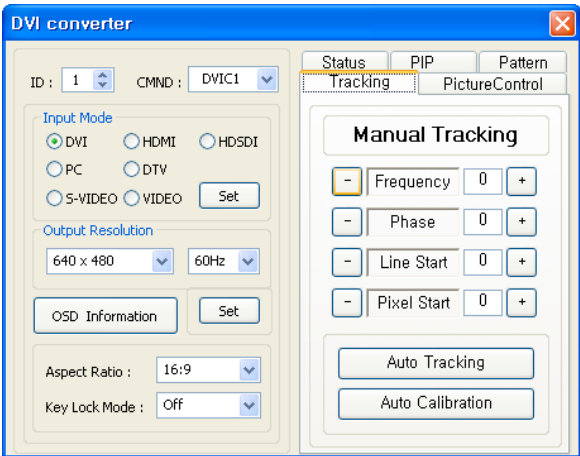 DVI converter
ID : 1 CMND : DVIC1
Input Mode
DVI HDMI HDSDI
PC DTV
S-VIDEO VIDEO Set
Output Resolution
640 x 480 60Hz
OSD Information Set
Aspect Ratio : 16:9
Key Lock Mode : Off
Status PIP Pattern
Tracking PictureControl
Manual Tracking
- Frequency 0 +
- Phase 0 +
- Line Start 0 +
- Pixel Start 0 +
Auto Tracking
Auto Calibration